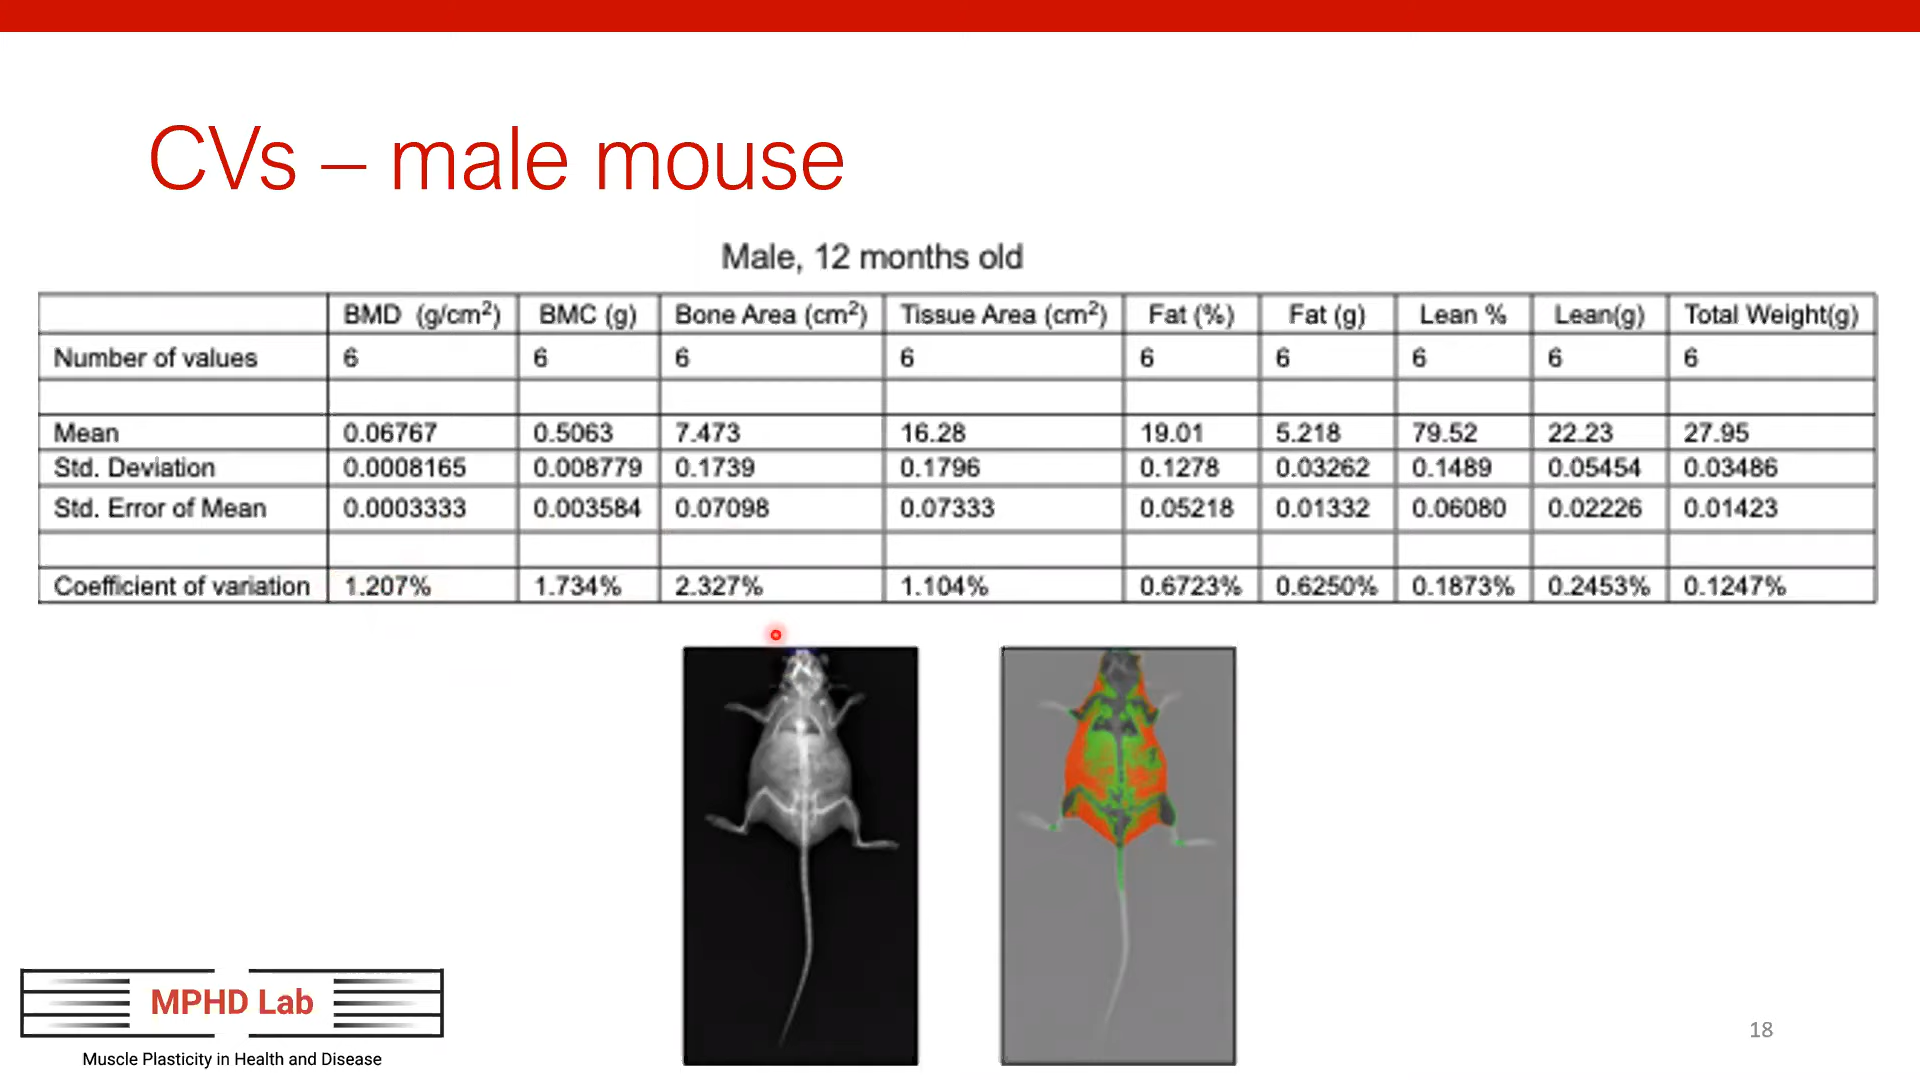 CVs – male mouse
Male, 12 months old
BMD (g/cm²) BMC (g) Bone Area (cm²) Tissue Area (cm²) Fat (%) Fat (g) Lean % Lean(g) Total Weight(g)
Number of values 6 6 6 6 6 6 6 6 6
Mean 0.06767 0.5063 7.473 16.28 19.01 5.218 79.52 22.23 27.95
Std. Deviation 0.0008165 0.008779 0.1739 0.1796 0.1278 0.03262 0.1489 0.05454 0.03486
Std. Error of Mean 0.0003333 0.003584 0.07098 0.07333 0.05218 0.01332 0.06080 0.02226 0.01423
Coefficient of variation 1.207% 1.734% 2.327% 1.104% 0.6723% 0.6250% 0.1873% 0.2453% 0.1247%
MPHD Lab
Muscle Plasticity in Health and Disease
18